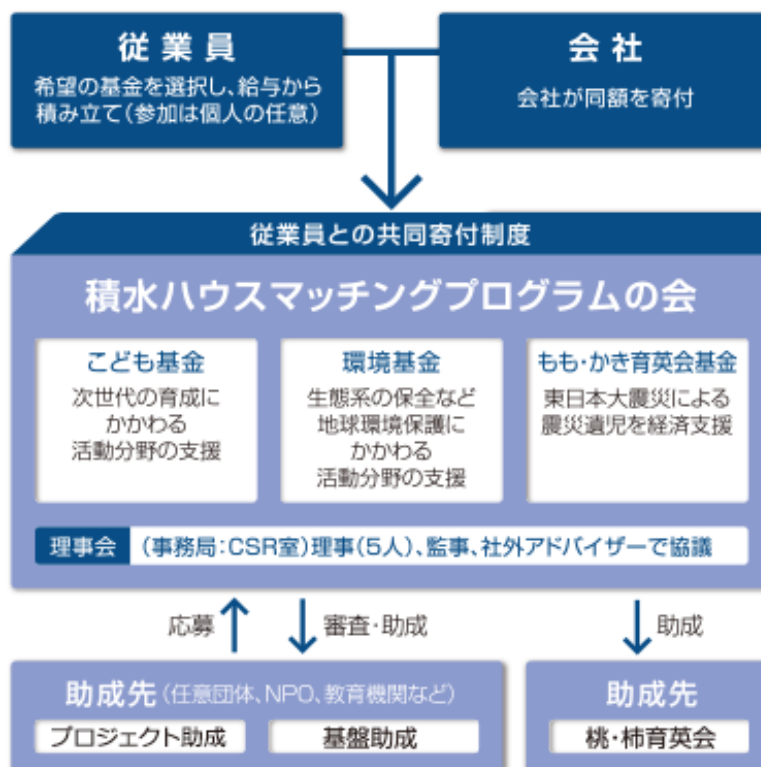 従業員
希望の基金を選択し、給与から
積み立て(参加は個人の任意)
会社
会社が同額を寄付
従業員との共同寄付制度
積水ハウスマッチングプログラムの会
こども基金
次世代の育成に
かかわる
活動分野の支援
環境基金
生態系の保全など
地球環境保護に
かかわる
活動分野の支援
もも・かき育英会基金
東日本大震災による
震災遺児を経済支援
理事会
(事務局:CSR室)理事(5人)、監事、社外アドバイザーで協議
応募
審査・助成
助成
助成先(任意団体、NPO、教育機関など)
プロジェクト助成
基盤助成
助成先
桃・柿育英会